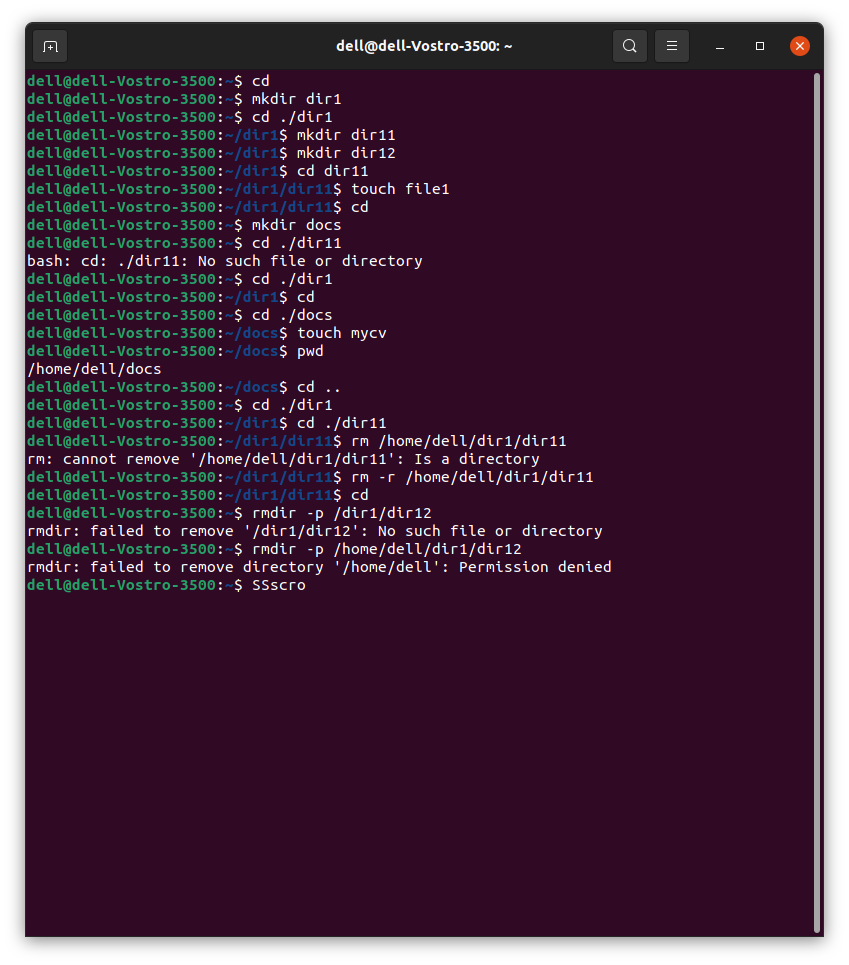 dell@dell-Vostro-3500: ~
dell@dell-Vostro-3500:~$ cd
dell@dell-Vostro-3500:~$ mkdir dir1
dell@dell-Vostro-3500:~$ cd ./dir1
dell@dell-Vostro-3500:~/dir1$ mkdir dir11
dell@dell-Vostro-3500:~/dir1$ mkdir dir12
dell@dell-Vostro-3500:~/dir1$ cd dir11
dell@dell-Vostro-3500:~/dir1/dir11$ touch file1
dell@dell-Vostro-3500:~/dir1/dir11$ cd
dell@dell-Vostro-3500:~$ mkdir docs
dell@dell-Vostro-3500:~$ cd ./dir11
bash: cd: ./dir11: No such file or directory
dell@dell-Vostro-3500:~$ cd ./dir1
dell@dell-Vostro-3500:~/dir1$ cd
dell@dell-Vostro-3500:~$ cd ./docs
dell@dell-Vostro-3500:~/docs$ touch mycv
dell@dell-Vostro-3500:~/docs$ pwd
/home/dell/docs
dell@dell-Vostro-3500:~/docs$ cd ..
dell@dell-Vostro-3500:~$ cd ./dir1
dell@dell-Vostro-3500:~/dir1$ cd ./dir11
dell@dell-Vostro-3500:~/dir1/dir11$ rm /home/dell/dir1/dir11
rm: cannot remove '/home/dell/dir1/dir11': Is a directory
dell@dell-Vostro-3500:~/dir1/dir11$ rm -r /home/dell/dir1/dir11
dell@dell-Vostro-3500:~/dir1/dir11$ cd
dell@dell-Vostro-3500:~$ rmdir -p /dir1/dir12
rmdir: failed to remove '/dir1/dir12': No such file or directory
dell@dell-Vostro-3500:~$ rmdir -p /home/dell/dir1/dir12
rmdir: failed to remove directory '/home/dell': Permission denied
dell@dell-Vostro-3500:~$ SSscro